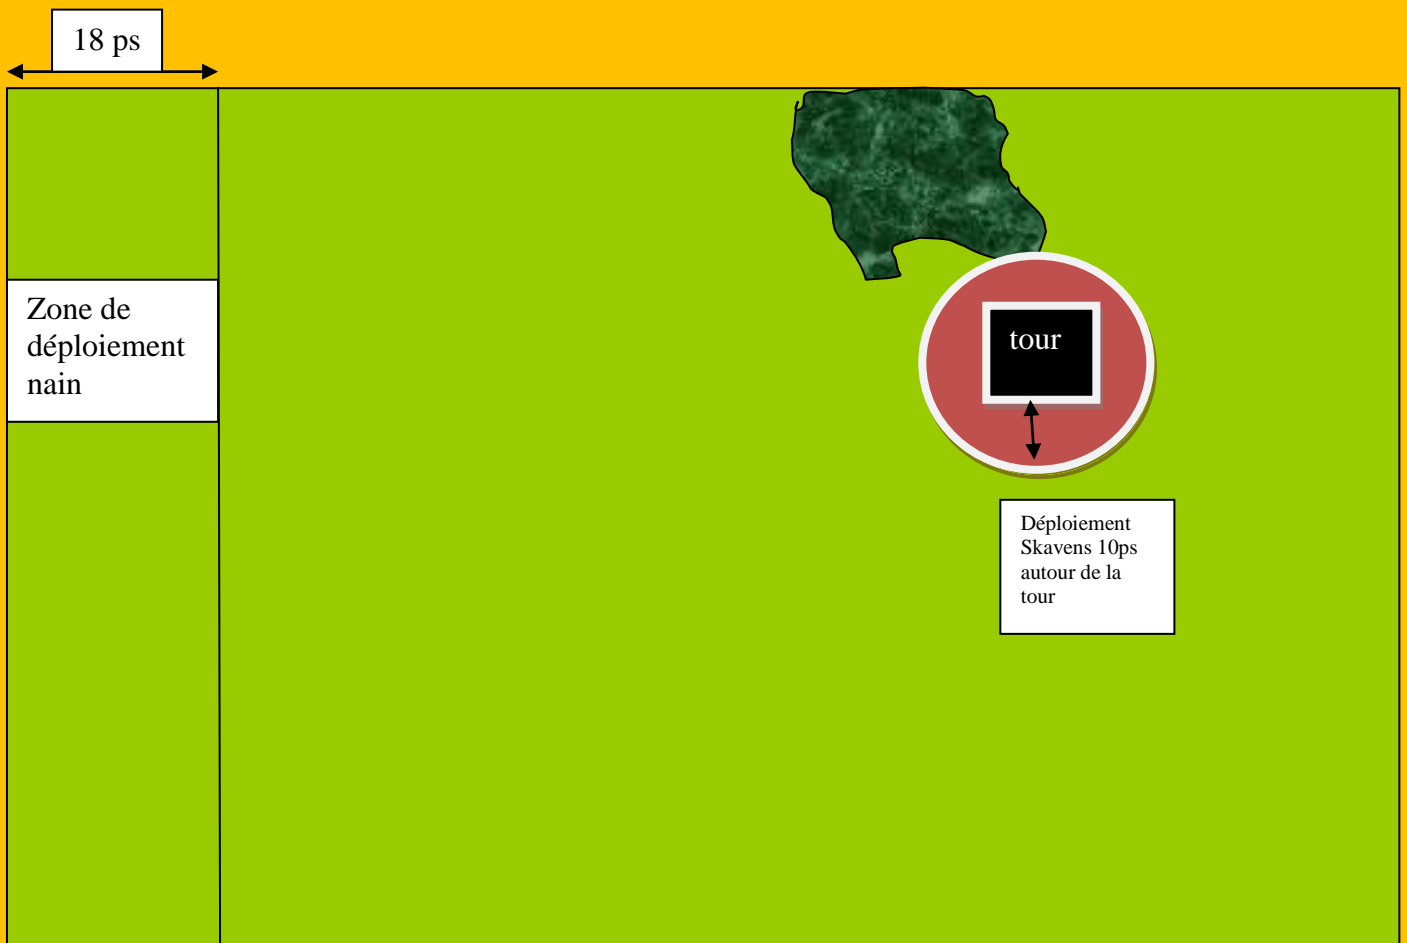 18 ps
Zone de
déploiement
nain
tour
Déploiement
Skavens 10ps
autour de la
tour